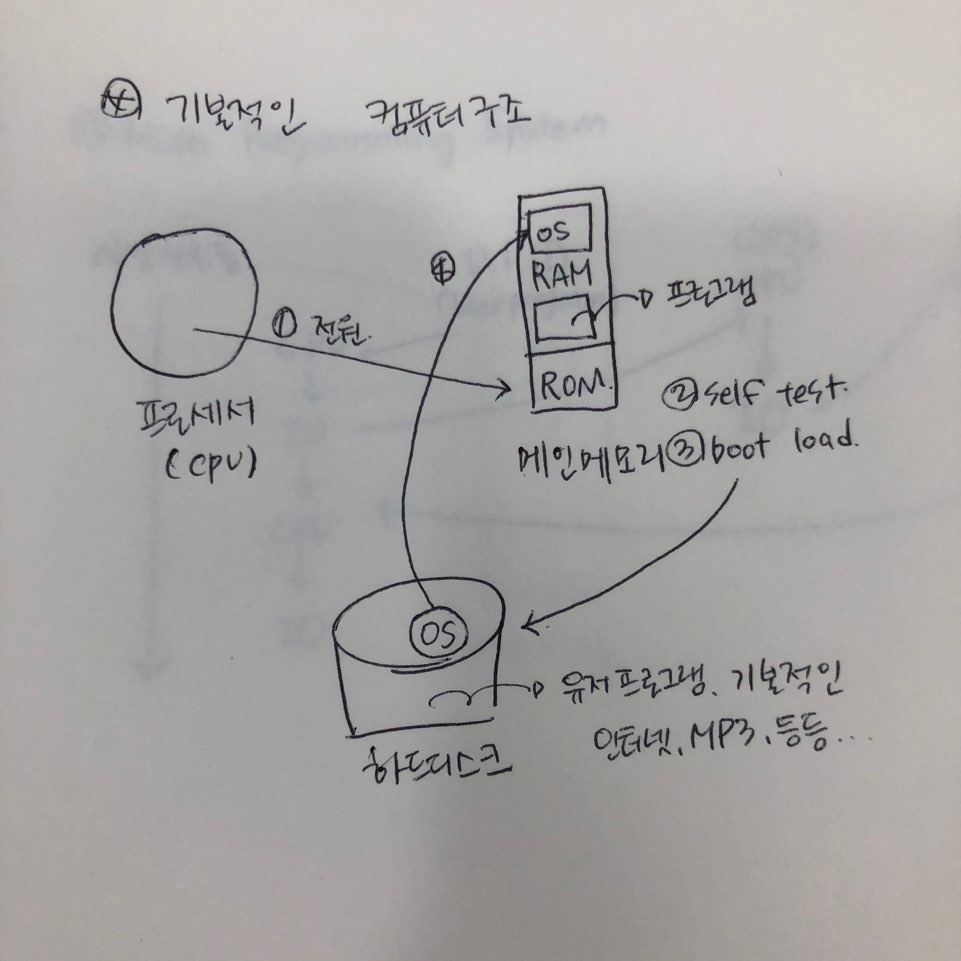 기본적인 컴퓨터구조
OS
④
RAM
프로그램
① 전원.
ROM.
② self test.
프로세서
(CPU)
메인메모리 ③ boot load.
OS
유저프로그램, 기본적인
인터넷, MP3, 등등...
하드디스크